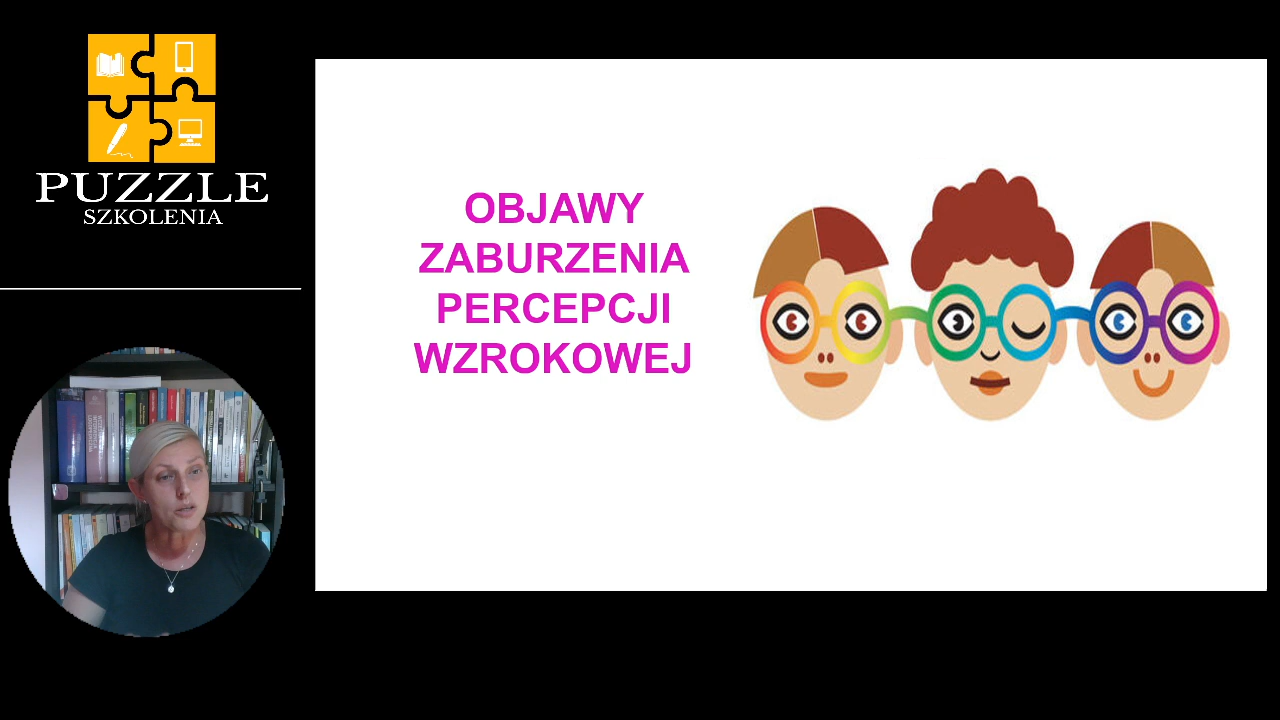 PUZZLE
SZKOLENIA
OBJAWY
ZABURZENIA
PERCEPCJI
WZROKOWEJ